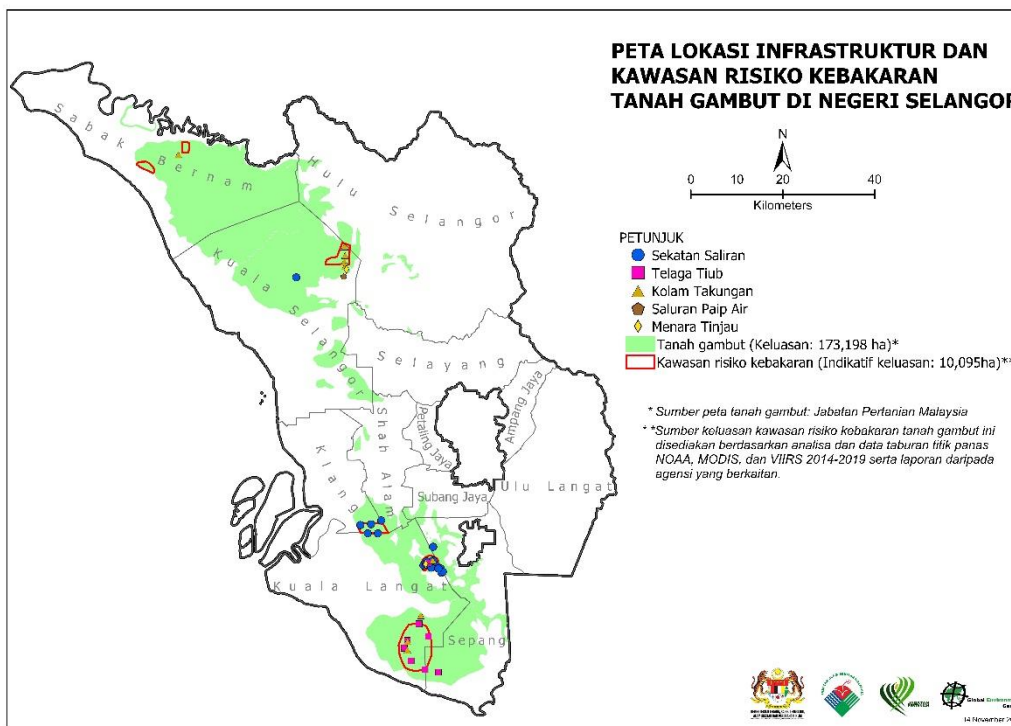 PETA LOKASI INFRASTRUKTUR DAN
KAWASAN RISIKO KEBAKARAN
TANAH GAMBUT DI NEGERI SELANGOR
N
0 10 20 40
Kilometers
PETUNJUK
Sekatan Saliran
Telaga Tiub
Kolam Takungan
Saluran Paip Air
Menara Tinjau
Tanah gambut (Keluasan: 173,198 ha)*
Kawasan risiko kebakaran (Indikatif keluasan: 10,095ha)**
* Sumber peta tanah gambut: Jabatan Pertanian Malaysia
* *Sumber keluasan kawasan risiko kebakaran tanah gambut ini
disediakan berdasarkan analisa dan data taburan titik panas
NOAA, MODIS, dan VIIRS 2014-2019 serta laporan daripada
agensi yang berkaitan.
Sabak Bernam
Hulu Selangor
Kuala Selangor
Selayang
Ampang Jaya
Petaling Jaya
Shah Alam
Klang
Subang Jaya
Ulu Langat
Kuala Langat
Sepang
Global
14 November